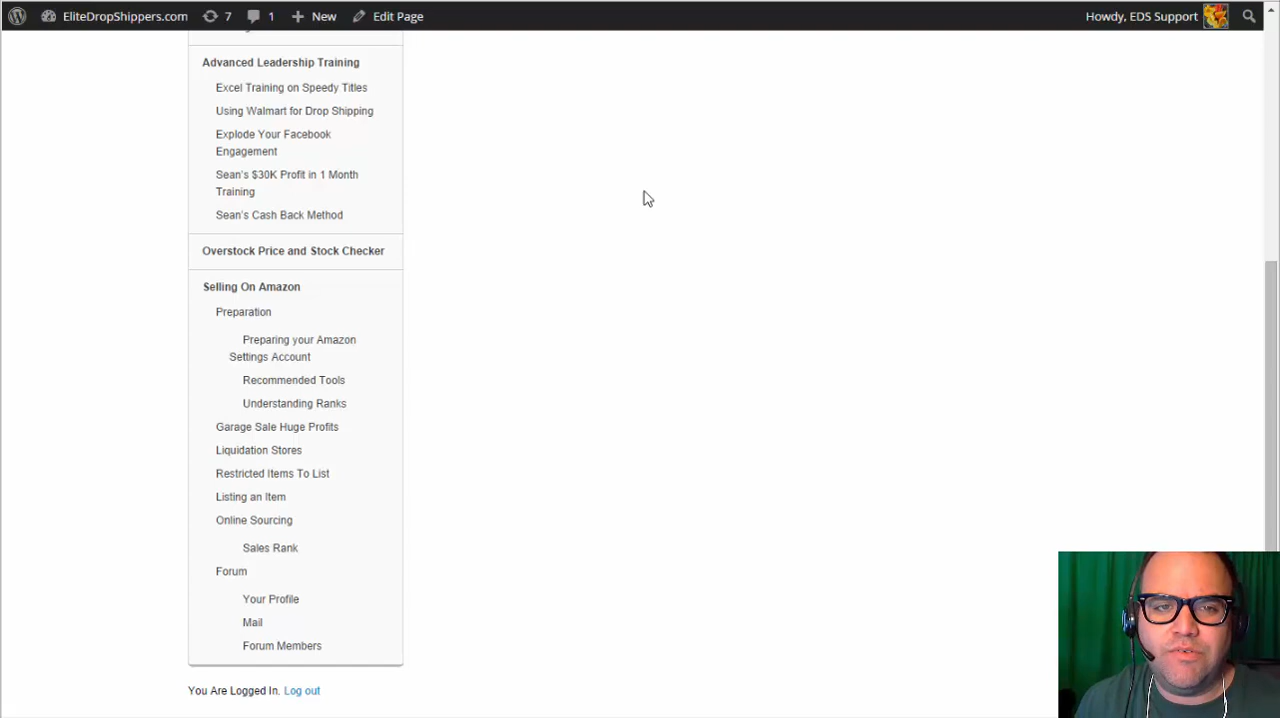 EliteDropShippers.com 7 1 New Edit Page Howdy, EDS Support
Advanced Leadership Training
Excel Training on Speedy Titles
Using Walmart for Drop Shipping
Explode Your Facebook
Engagement
Sean's $30K Profit in 1 Month
Training
Sean's Cash Back Method
Overstock Price and Stock Checker
Selling On Amazon
Preparation
Preparing your Amazon
Settings Account
Recommended Tools
Understanding Ranks
Garage Sale Huge Profits
Liquidation Stores
Restricted Items To List
Listing an Item
Online Sourcing
Sales Rank
Forum
Your Profile
Mail
Forum Members
You Are Logged In. Log out